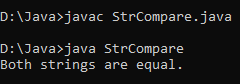 D:\Java>javac StrCompare.java
D:\Java>java StrCompare
Both strings are equal.